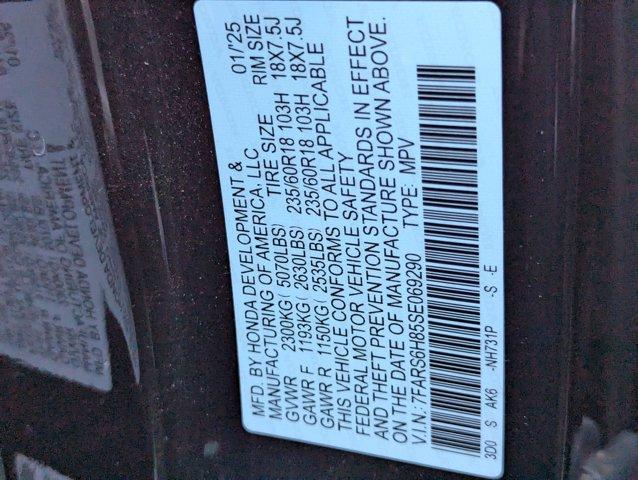 MFD. BY HONDA DEVELOPMENT & 01/'25
MANUFACTURING OF AMERICA, LLC
TIRE SIZE RIM SIZE
GVWR 2300KG( 5070LBS)
GAWR F 1193KG( 2630LBS) 235/60R18 103H 18X7.5J
GAWR R 1150KG( 2535LBS) 235/60R18 103H 18X7.5J
THIS VEHICLE CONFORMS TO ALL APPLICABLE
FEDERAL MOTOR VEHICLE SAFETY
AND THEFT PREVENTION STANDARDS IN EFFECT
ON THE DATE OF MANUFACTURE SHOWN ABOVE.
V.I.N.: 7FARS6H85SE069290 TYPE: MPV
3D0 S AK6 -NH731P -S -E